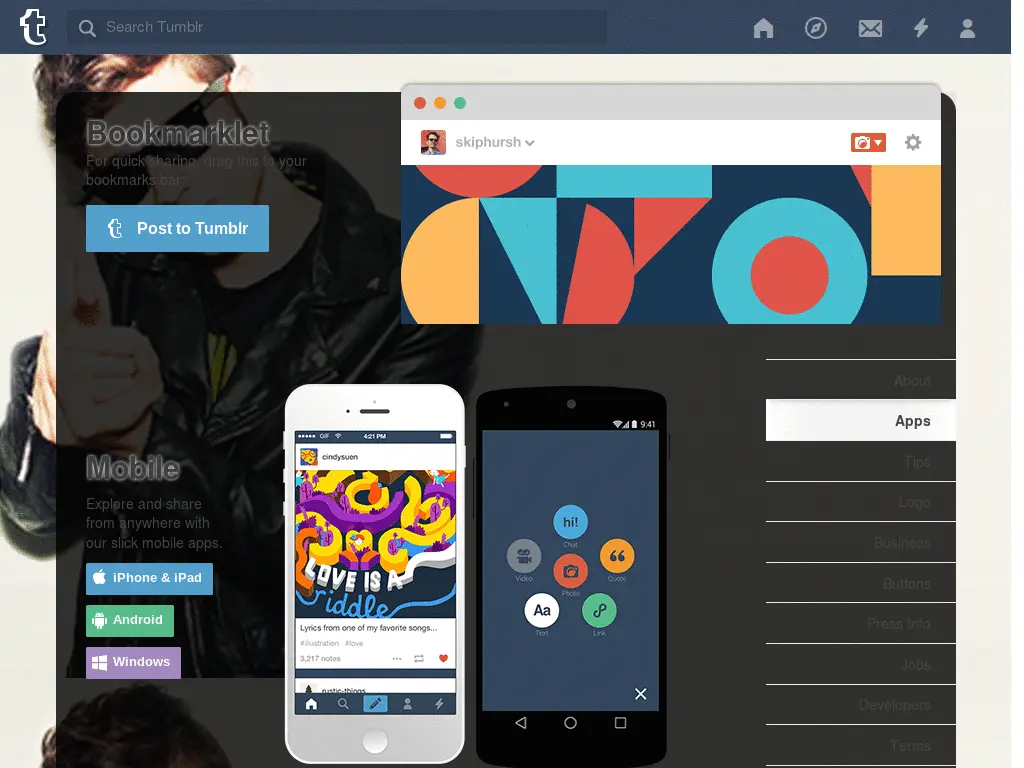 Search Tumblr
Bookmarklet
For quick sharing, drag this to your
bookmarks bar
Post to Tumblr
skiphursh
About
Apps
Tips
Logo
Business
Buttons
Press Info
Jobs
Developers
Terms
Mobile
Explore and share
from anywhere with
our slick mobile apps.
iPhone & iPad
Android
Windows
GIF 4:21 PM
cindysuen
LOVE IS A
riddle
Lyrics from one of my favorite songs...
#illustration #love
3,217 notes
rustic-things
9:41
hi!
Chat
Video
Quote
Photo
Aa
Text
Link